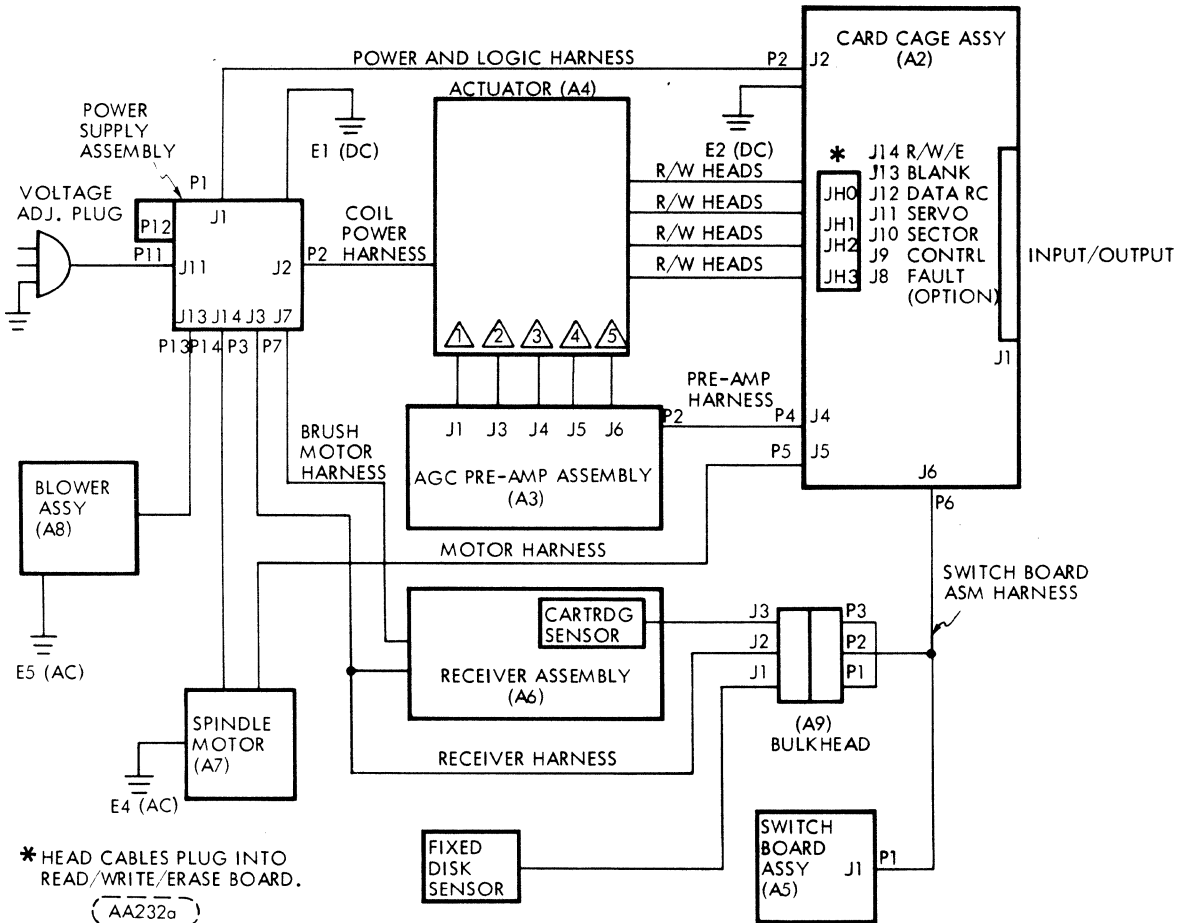 CARD CAGE ASSY
(A2)
POWER AND LOGIC HARNESS
P2
J2
ACTUATOR (A4)
POWER
SUPPLY
ASSEMBLY
E1 (DC)
E2 (DC)
*
J14 R/W/E
J13 BLANK
J12 DATA RC
J11 SERVO
J10 SECTOR
J9 CONTRL
J8 FAULT
(OPTION)
JH0
JH1
JH2
JH3
R/W HEADS
R/W HEADS
R/W HEADS
R/W HEADS
INPUT/OUTPUT
J1
VOLTAGE
ADJ. PLUG
P1
J1
P12
P11
J11
J2
P2
COIL
POWER
HARNESS
J13 J14 J3 J7
P13 P14 P3 P7
1
2
3
4
5
PRE-AMP
HARNESS
P2
P4
J4
P5
J5
J1 J3 J4 J5 J6
AGC PRE-AMP ASSEMBLY
(A3)
BRUSH
MOTOR
HARNESS
J6
P6
BLOWER
ASSY
(A8)
MOTOR HARNESS
SWITCH BOARD
ASM HARNESS
E5 (AC)
CARTRDG
SENSOR
RECEIVER ASSEMBLY
(A6)
J3
J2
J1
P3
P2
P1
(A9)
BULKHEAD
SPINDLE
MOTOR
(A7)
E4 (AC)
RECEIVER HARNESS
FIXED
DISK
SENSOR
SWITCH
BOARD
ASSY
(A5)
J1
P1
* HEAD CABLES PLUG INTO
READ/WRITE/ERASE BOARD.
AA232a